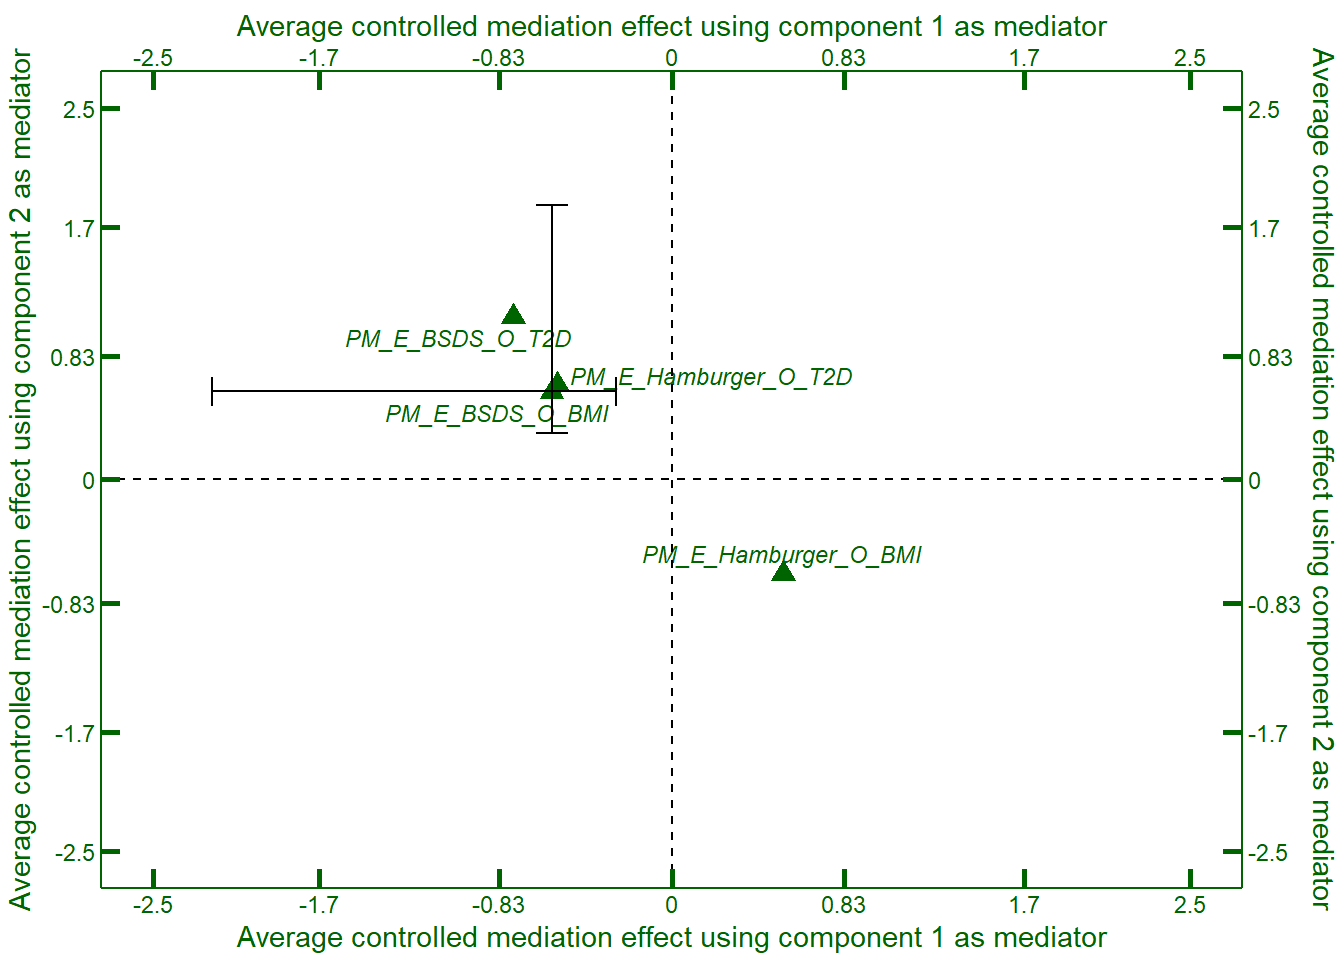 Average controlled mediation effect using component 1 as mediator
-2.5 -1.7 -0.83 0 0.83 1.7 2.5
Average controlled mediation effect using component 2 as mediator
2.5
1.7
0.83
0
-0.83
-1.7
-2.5
PM_E_BSDS_O_T2D
PM_E_Hamburger_O_T2D
PM_E_BSDS_O_BMI
PM_E_Hamburger_O_BMI
2.5
1.7
0.83
0
-0.83
-1.7
-2.5
Average controlled mediation effect using component 2 as mediator
-2.5 -1.7 -0.83 0 0.83 1.7 2.5
Average controlled mediation effect using component 1 as mediator